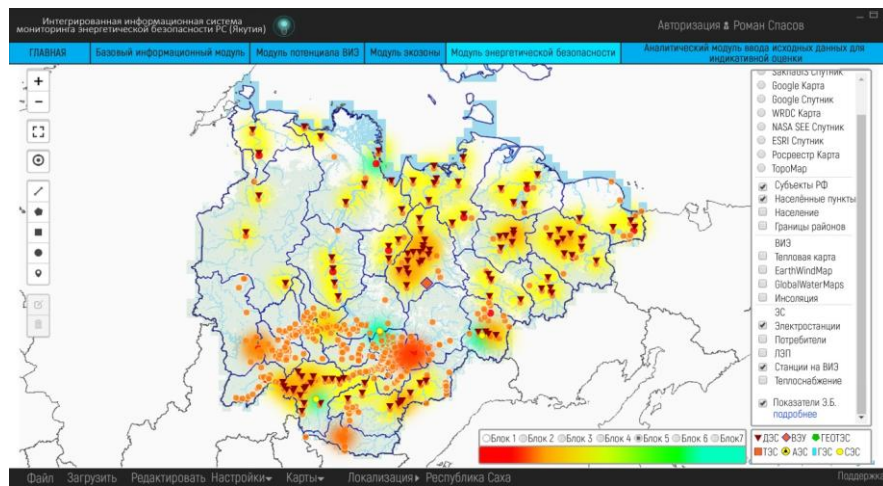 Интегрированная информационная система
мониторинга энергетической безопасности РС (Якутия)
Авторизация Роман Спасов
ГЛАВНАЯ
Базовый информационный модуль
Модуль потенциала ВИЭ
Модуль экозоны
Модуль энергетической безопасности
Аналитический модуль ввода исходных данных для
индикативной оценки
+
−
Спутник
Google Карта
Google Спутник
WRDC Карта
NASA SEE Спутник
ESRI Спутник
Росреестр Карта
TopoMap
Субъекты РФ
Населённые пункты
Население
Границы районов
ВИЭ
Тепловая карта
EarthWindMap
GlobalWaterMaps
Инсоляция
ЭС
Электростанции
Потребители
ЛЭП
Станции на ВИЭ
Теплоснабжение
Показатели Э.Б.
подробнее
Блок 1 Блок 2 Блок 3 Блок 4 Блок 5 Блок 6 Блок7
ДЭС ВЭУ ГЕОТЭС
ТЭС АЭС ГЭС СЭС
Файл Загрузить Редактировать Настройки Карты Локализация Республика Саха
Поддержка